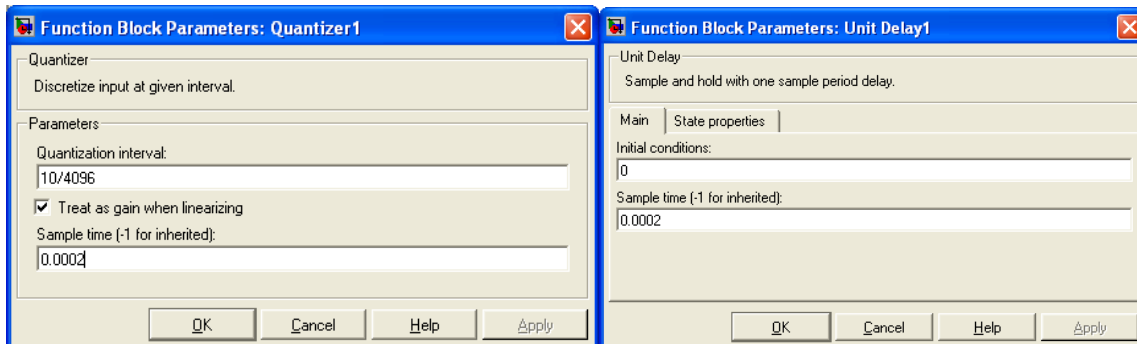 Function Block Parameters: Quantizer1
Quantizer
Discretize input at given interval.
Parameters
Quantization interval:
10/4096
Treat as gain when linearizing
Sample time (-1 for inherited):
0.0002
OK Cancel Help Apply
Function Block Parameters: Unit Delay1
Unit Delay
Sample and hold with one sample period delay.
Main State properties
Initial conditions:
0
Sample time (-1 for inherited):
0.0002
OK Cancel Help Apply